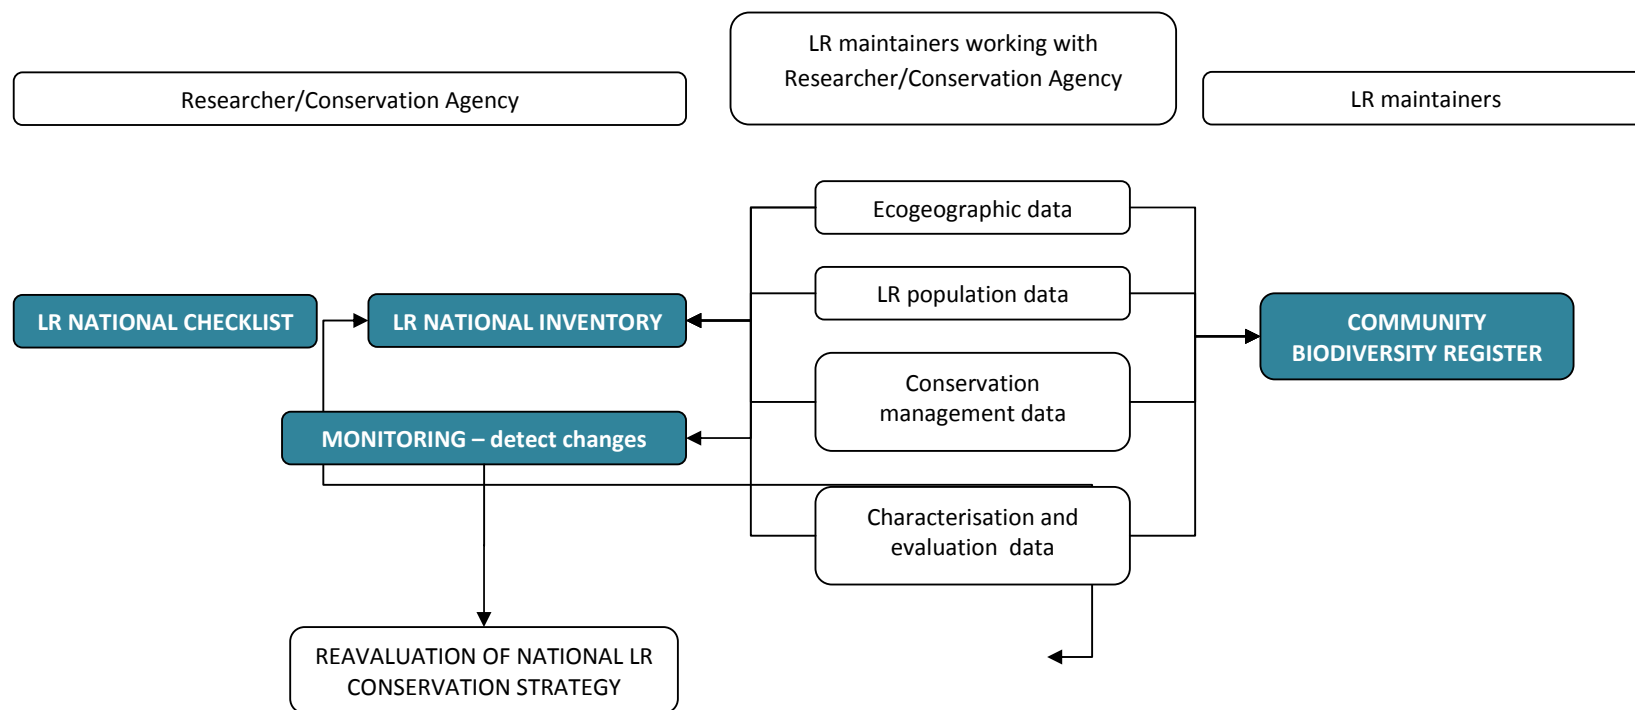 LR maintainers working with
Researcher/Conservation Agency
Researcher/Conservation Agency
LR maintainers
Ecogeographic data
LR population data
LR NATIONAL CHECKLIST
LR NATIONAL INVENTORY
COMMUNITY
BIODIVERSITY REGISTER
Conservation
management data
MONITORING – detect changes
Characterisation and
evaluation  data
REAVALUATION OF NATIONAL LR
CONSERVATION STRATEGY